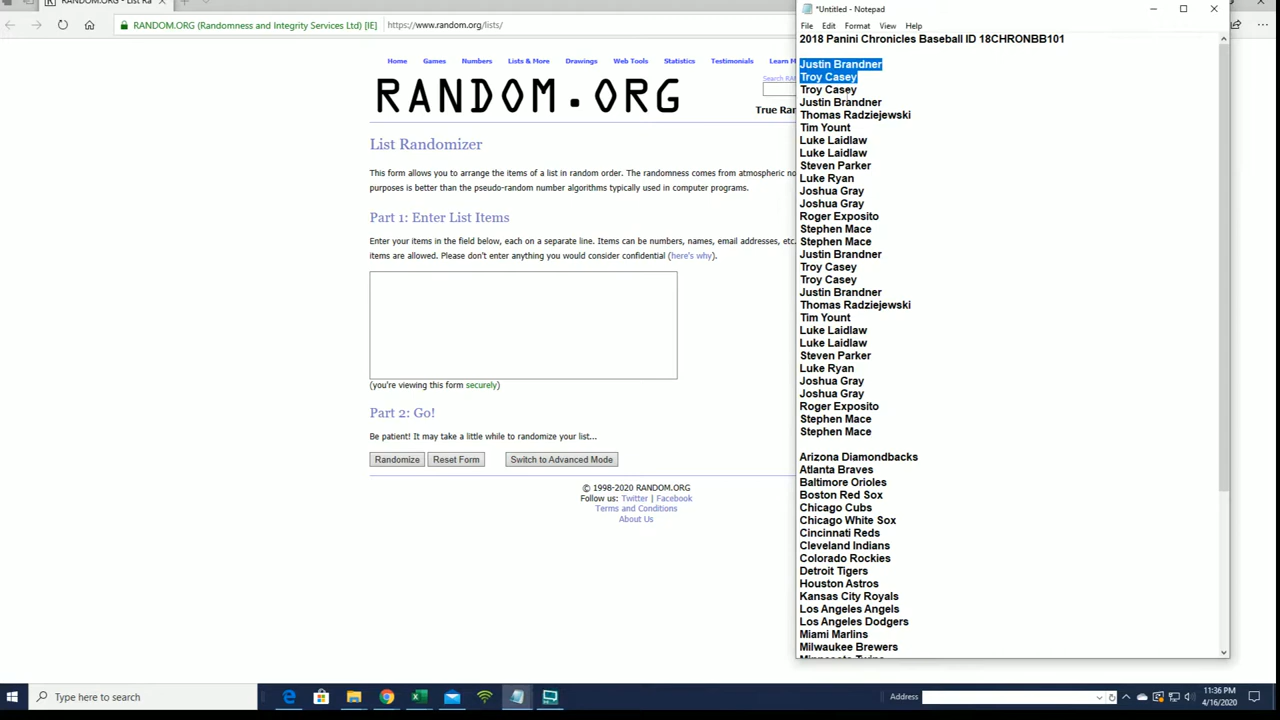 RANDOM.ORG - List Ra
*Untitled - Notepad
RANDOM.ORG (Randomness and Integrity Services Ltd) [IE]
https://www.random.org/lists/
File Edit Format View Help
2018 Panini Chronicles Baseball ID 18CHRONBB101
Home Games Numbers Lists & More Drawings Web Tools Statistics Testimonials Learn M
Search RAN
RANDOM.ORG
True Ran
List Randomizer
This form allows you to arrange the items of a list in random order. The randomness comes from atmospheric no
purposes is better than the pseudo-random number algorithms typically used in computer programs.
Part 1: Enter List Items
Enter your items in the field below, each on a separate line. Items can be numbers, names, email addresses, etc.
items are allowed. Please don't enter anything you would consider confidential (here's why).
(you're viewing this form securely)
Part 2: Go!
Be patient! It may take a little while to randomize your list...
Randomize Reset Form Switch to Advanced Mode
© 1998-2020 RANDOM.ORG
Follow us: Twitter | Facebook
Terms and Conditions
About Us
Justin Brandner
Troy Casey
Troy Casey
Justin Brandner
Thomas Radziejewski
Tim Yount
Luke Laidlaw
Luke Laidlaw
Steven Parker
Luke Ryan
Joshua Gray
Joshua Gray
Roger Exposito
Stephen Mace
Stephen Mace
Justin Brandner
Troy Casey
Troy Casey
Justin Brandner
Thomas Radziejewski
Tim Yount
Luke Laidlaw
Luke Laidlaw
Steven Parker
Luke Ryan
Joshua Gray
Joshua Gray
Roger Exposito
Stephen Mace
Stephen Mace
Arizona Diamondbacks
Atlanta Braves
Baltimore Orioles
Boston Red Sox
Chicago Cubs
Chicago White Sox
Cincinnati Reds
Cleveland Indians
Colorado Rockies
Detroit Tigers
Houston Astros
Kansas City Royals
Los Angeles Angels
Los Angeles Dodgers
Miami Marlins
Milwaukee Brewers
Minnesota Twins
Type here to search
Address
11:36 PM
4/16/2020